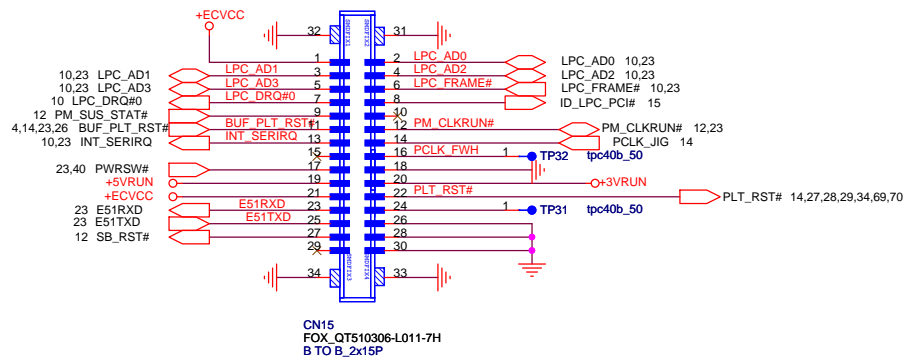 +ECVCC
32 SHDFIX1 SHDFIX2 31
1 2 LPC_AD0 LPC_AD0 10,23
10,23 LPC_AD1 LPC_AD1 3 4 LPC_AD2 LPC_AD2 10,23
10,23 LPC_AD3 LPC_AD3 5 6 LPC_FRAME# LPC_FRAME# 10,23
10 LPC_DRQ#0 LPC_DRQ#0 7 8 ID_LPC_PCI# 15
12 PM_SUS_STAT# 9 10
4,14,23,26 BUF_PLT_RST# BUF_PLT_RST# 11 12 PM_CLKRUN# PM_CLKRUN# 12,23
10,23 INT_SERIRQ INT_SERIRQ 13 14 PCLK_JIG 14
15 16 PCLK_FWH 1 TP32 tpc40b_50
23,40 PWRSW# 17 18
+5VRUN 19 20 +3VRUN
+ECVCC 21 22 PLT_RST# PLT_RST# 14,27,28,29,34,69,70
23 E51RXD E51RXD 23 24 1 TP31 tpc40b_50
23 E51TXD E51TXD 25 26
12 SB_RST# 27 28
29 30
34 SHDFIX3 SHDFIX4 33
CN15
FOX_QT510306-L011-7H
B TO B_2x15P